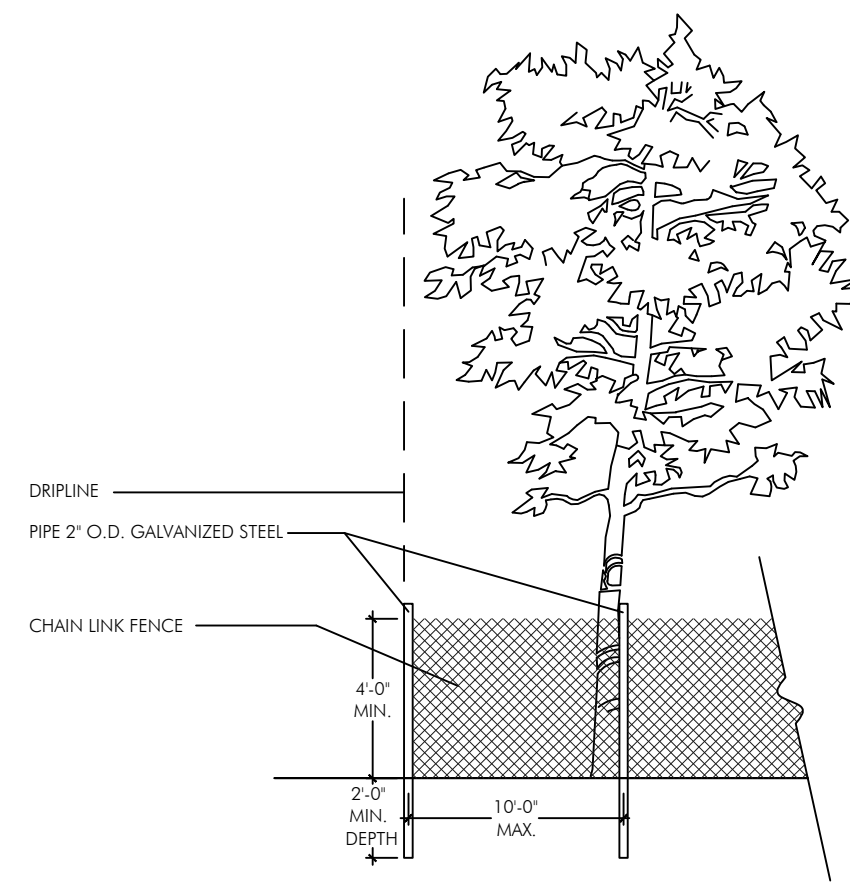 DRIPLINE
PIPE 2" O.D. GALVANIZED STEEL
CHAIN LINK FENCE
4'-0"
MIN.
2'-0"
MIN.
DEPTH
10'-0"
MAX.